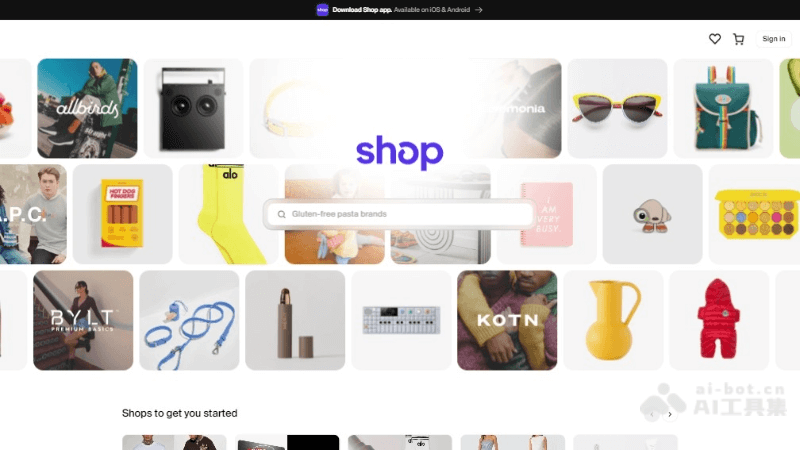 shop Download Shop app. Available on iOS & Android →
Sign in
allbirds
monia
shop
A.P.C.
HOT DOG FINGERS
alo
Gluten-free pasta brands
I AM VERY BUSY.
BYLT
PREMIUM BASICS
KOTN
ai-bot.cn
AI工具集
Shops to get you started
alo